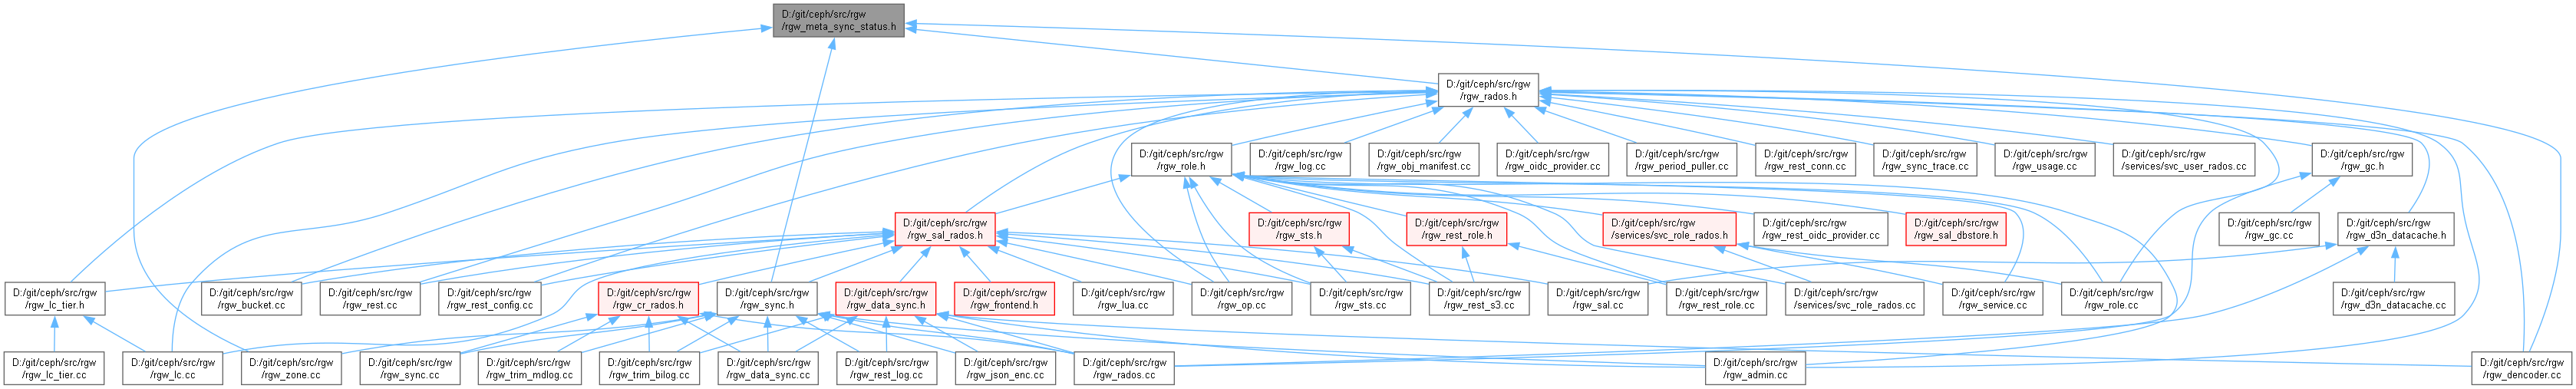 D:/git/ceph/src/rgw
/rgw_meta_sync_status.h
D:/git/ceph/src/rgw
/rgw_rados.h
D:/git/ceph/src/rgw
/rgw_role.h
D:/git/ceph/src/rgw
/rgw_log.cc
D:/git/ceph/src/rgw
/rgw_obj_manifest.cc
D:/git/ceph/src/rgw
/rgw_oidc_provider.cc
D:/git/ceph/src/rgw
/rgw_period_puller.cc
D:/git/ceph/src/rgw
/rgw_rest_conn.cc
D:/git/ceph/src/rgw
/rgw_sync_trace.cc
D:/git/ceph/src/rgw
/rgw_usage.cc
D:/git/ceph/src/rgw
/services/svc_user_rados.cc
D:/git/ceph/src/rgw
/rgw_gc.h
D:/git/ceph/src/rgw
/rgw_sal_rados.h
D:/git/ceph/src/rgw
/rgw_sts.h
D:/git/ceph/src/rgw
/rgw_rest_role.h
D:/git/ceph/src/rgw
/services/svc_role_rados.h
D:/git/ceph/src/rgw
/rgw_rest_oidc_provider.cc
D:/git/ceph/src/rgw
/rgw_sal_dbstore.h
D:/git/ceph/src/rgw
/rgw_gc.cc
D:/git/ceph/src/rgw
/rgw_d3n_datacache.h
D:/git/ceph/src/rgw
/rgw_lc_tier.h
D:/git/ceph/src/rgw
/rgw_bucket.cc
D:/git/ceph/src/rgw
/rgw_rest.cc
D:/git/ceph/src/rgw
/rgw_rest_config.cc
D:/git/ceph/src/rgw
/rgw_cr_rados.h
D:/git/ceph/src/rgw
/rgw_sync.h
D:/git/ceph/src/rgw
/rgw_data_sync.h
D:/git/ceph/src/rgw
/rgw_frontend.h
D:/git/ceph/src/rgw
/rgw_lua.cc
D:/git/ceph/src/rgw
/rgw_op.cc
D:/git/ceph/src/rgw
/rgw_sts.cc
D:/git/ceph/src/rgw
/rgw_rest_s3.cc
D:/git/ceph/src/rgw
/rgw_sal.cc
D:/git/ceph/src/rgw
/rgw_rest_role.cc
D:/git/ceph/src/rgw
/services/svc_role_rados.cc
D:/git/ceph/src/rgw
/rgw_service.cc
D:/git/ceph/src/rgw
/rgw_role.cc
D:/git/ceph/src/rgw
/rgw_d3n_datacache.cc
D:/git/ceph/src/rgw
/rgw_lc_tier.cc
D:/git/ceph/src/rgw
/rgw_lc.cc
D:/git/ceph/src/rgw
/rgw_zone.cc
D:/git/ceph/src/rgw
/rgw_sync.cc
D:/git/ceph/src/rgw
/rgw_trim_mdlog.cc
D:/git/ceph/src/rgw
/rgw_trim_bilog.cc
D:/git/ceph/src/rgw
/rgw_data_sync.cc
D:/git/ceph/src/rgw
/rgw_rest_log.cc
D:/git/ceph/src/rgw
/rgw_json_enc.cc
D:/git/ceph/src/rgw
/rgw_rados.cc
D:/git/ceph/src/rgw
/rgw_admin.cc
D:/git/ceph/src/rgw
/rgw_dencoder.cc